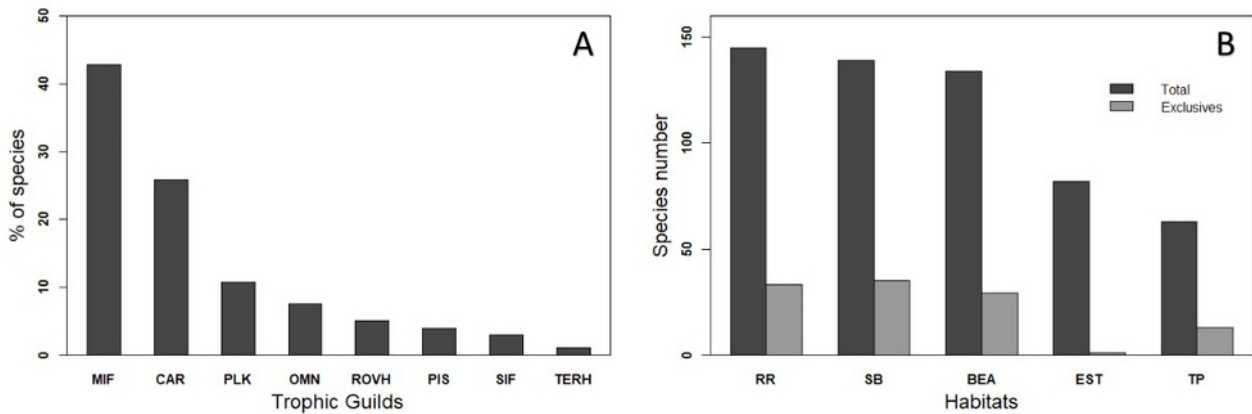 A
% of species
50
40
30
20
10
0
MIF CAR PLK OMN ROVH PIS SIF TERH
Trophic Guilds
B
Species number
150
100
50
0
Total
Exclusives
RR SB BEA EST TP
Habitats